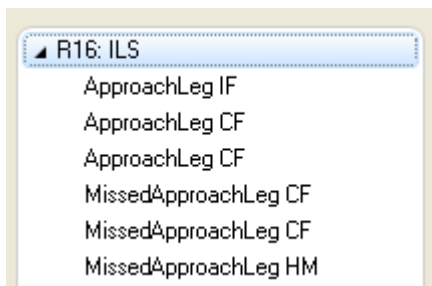 R16: ILS
ApproachLeg IF
ApproachLeg CF
ApproachLeg CF
MissedApproachLeg CF
MissedApproachLeg CF
MissedApproachLeg HM